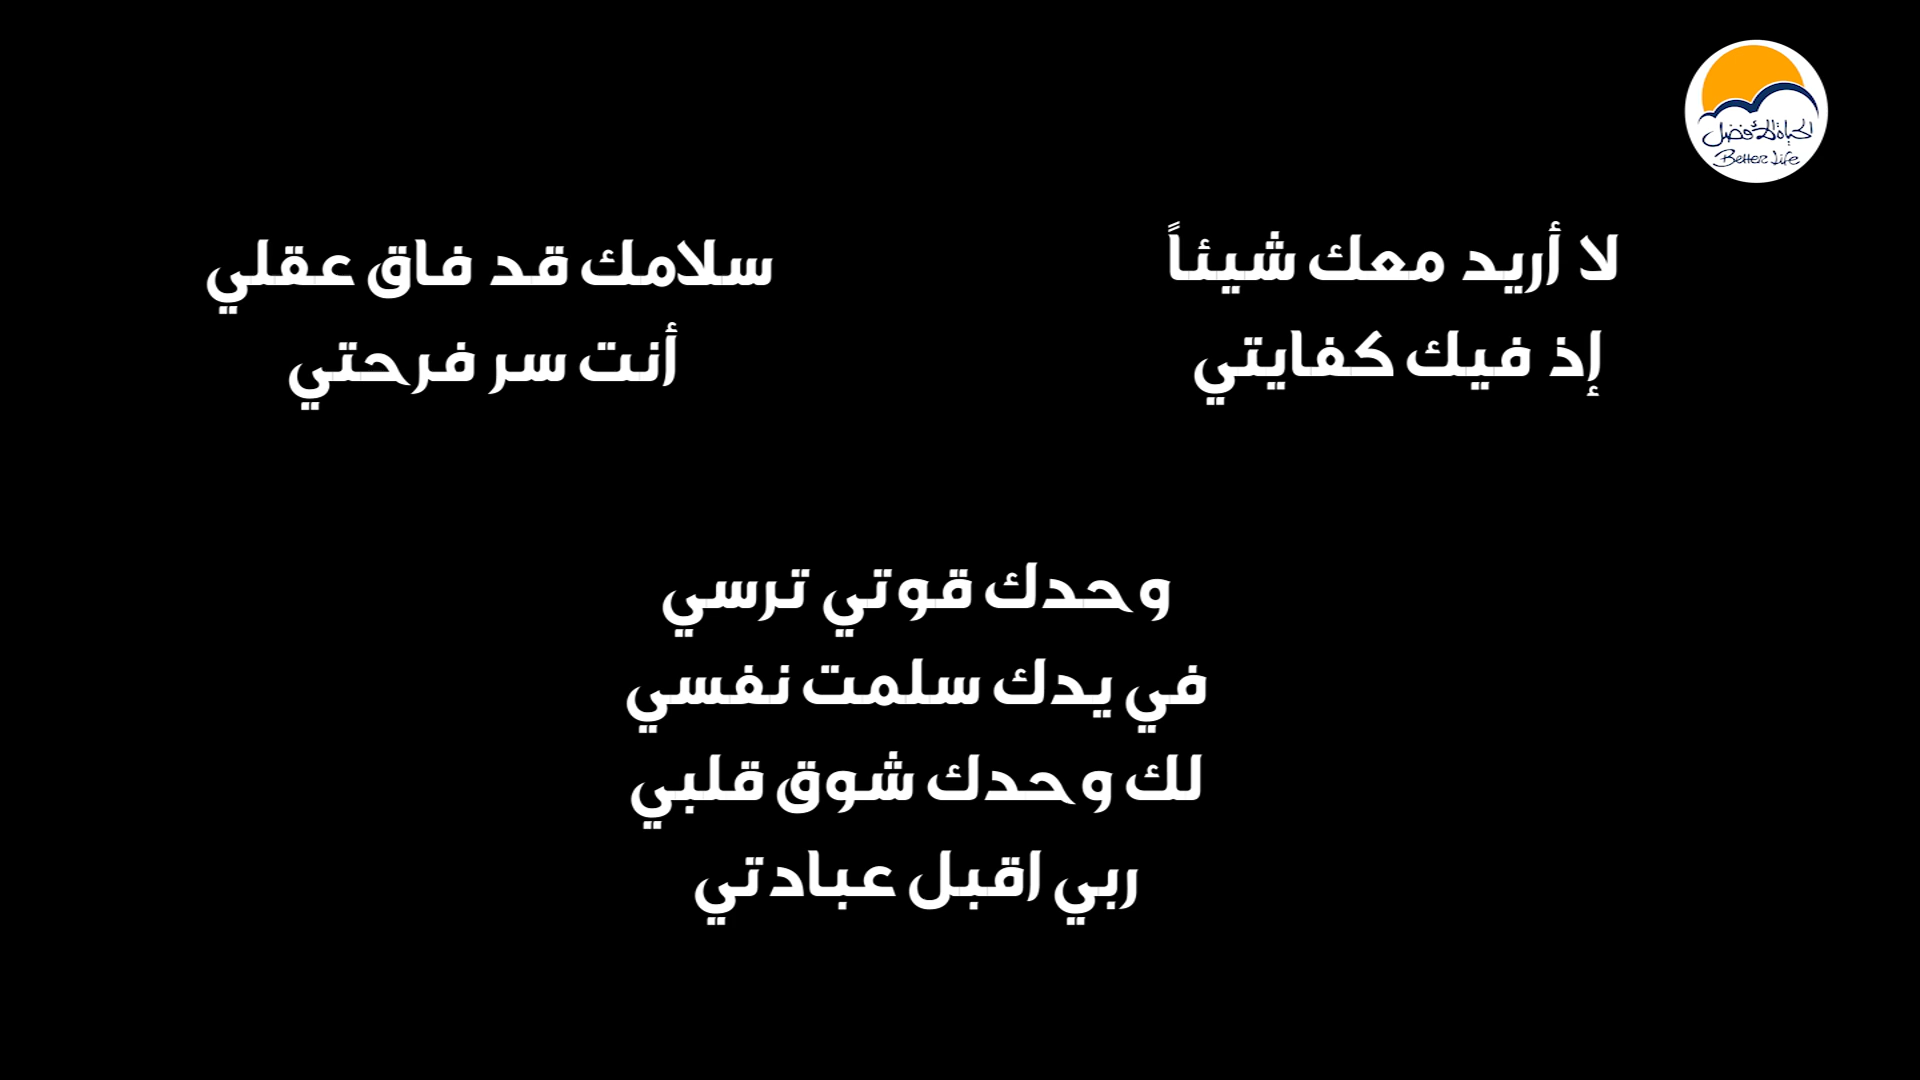 الحياة الأفضل
Better Life
لا أريد معك شيئاً
إذ فيك كفايتي
سلامك قد فاق عقلي
أنت سر فرحتي
وحدك قوتي ترسي
في يدك سلمت نفسي
لك وحدك شوق قلبي
ربي اقبل عبادتي